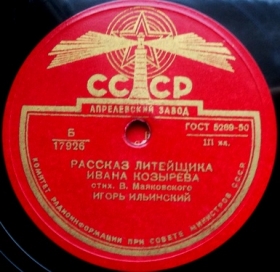 СССР
АПРЕЛЕВСКИЙ ЗАВОД
Б
17926
ГОСТ 5289-50
III кл.
РАССКАЗ ЛИТЕЙЩИКА
ИВАНА КОЗЫРЕВА
стих. В. Маяковского
ИГОРЬ ИЛЬИНСКИЙ
КОМИТЕТ РАДИОИНФОРМАЦИИ ПРИ СОВЕТЕ МИНИСТРОВ СССР